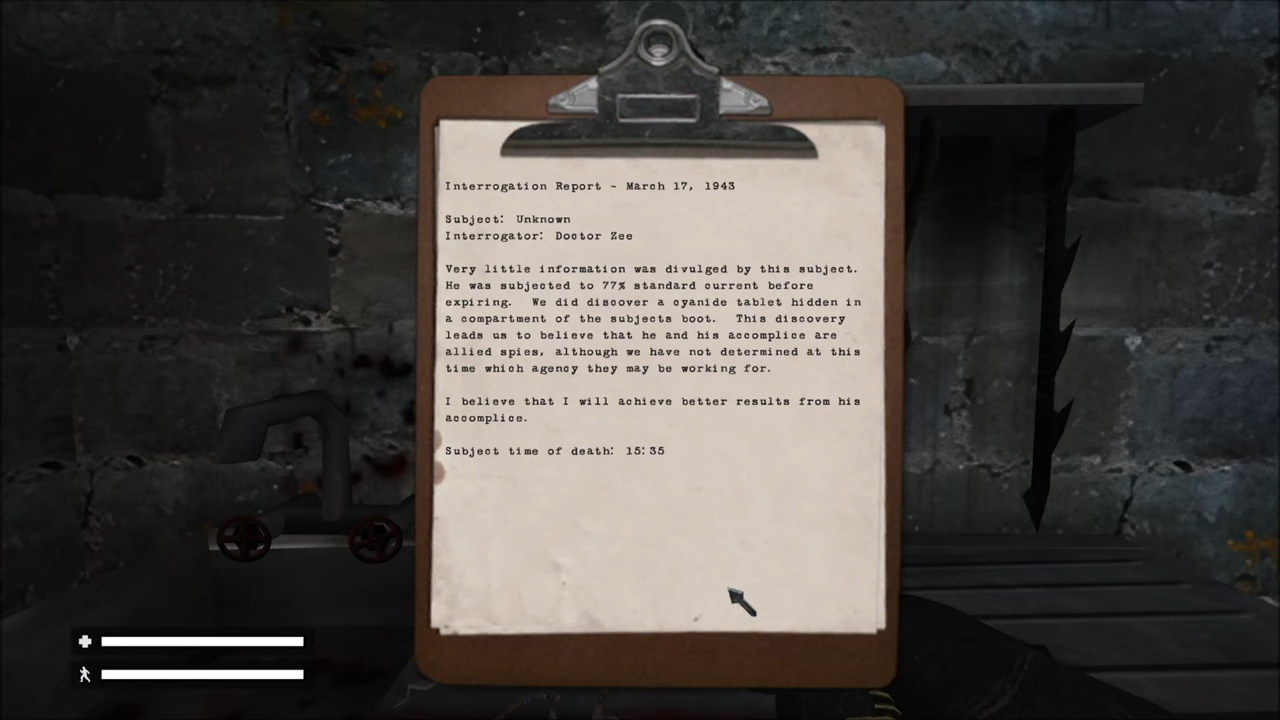 Interrogation Report ~ March 17, 1943
Subject: Unknown
Interrogator: Doctor Zee
Very little information was divulged by this subject.
He was subjected to 77% standard current before
expiring.  We did discover a cyanide tablet hidden in
a compartment of the subjects boot.  This discovery
leads us to believe that he and his accomplice are
allied spies, although we have not determined at this
time which agency they may be working for.
I believe that I will achieve better results from his
accomplice.
Subject time of death: 15:35